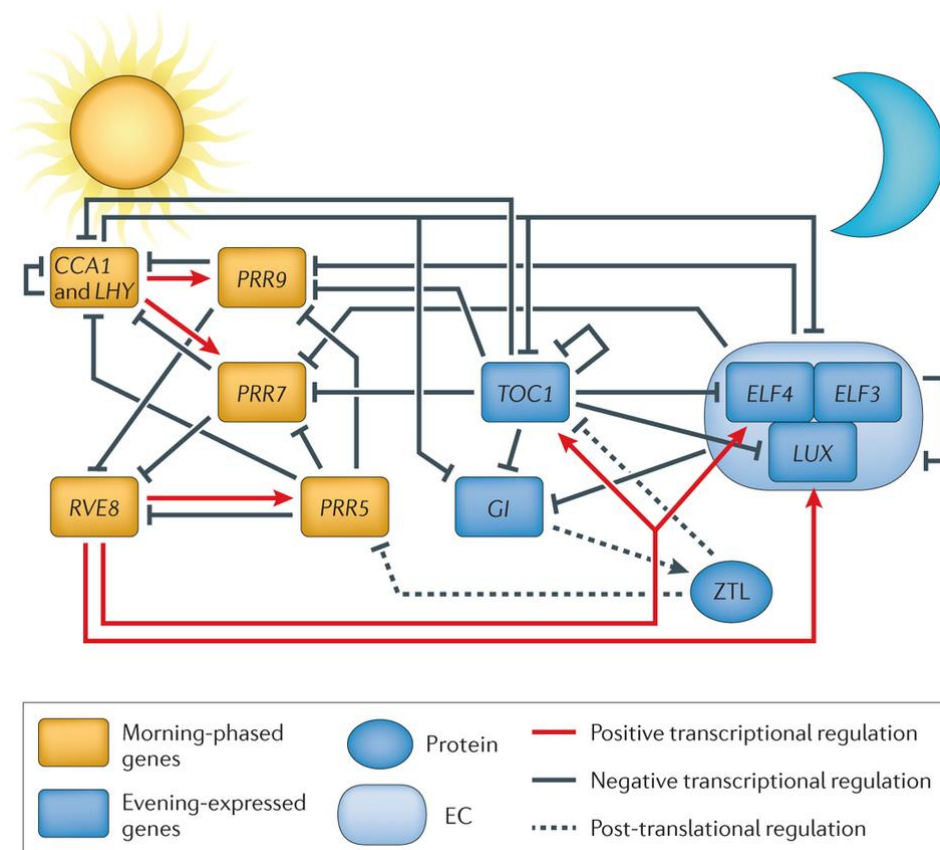 CCA1
and LHY
PRR9
PRR7
TOC1
ELF4
ELF3
LUX
RVE8
PRR5
GI
ZTL
Morning-phased
genes
Protein
Positive transcriptional regulation
Negative transcriptional regulation
Evening-expressed
genes
EC
Post-translational regulation